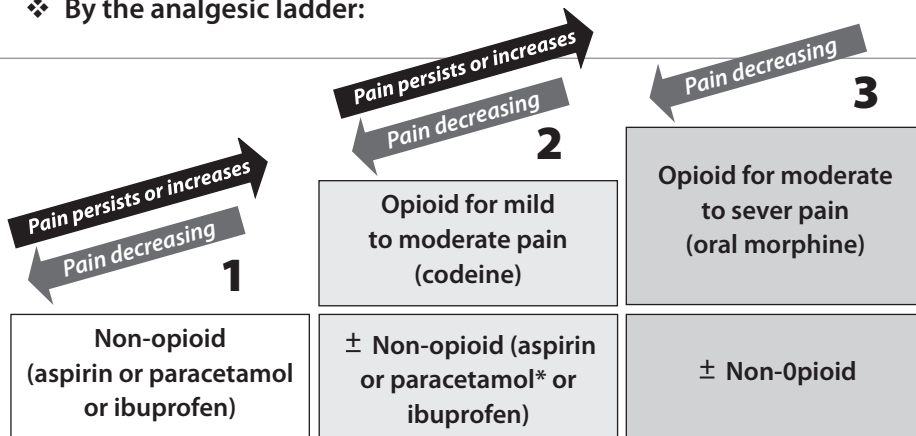 ❖ By the analgesic ladder:
Pain persists or increases
Pain decreasing
1
Non-opioid
(aspirin or paracetamol
or ibuprofen)
Pain persists or increases
Pain decreasing
2
Opioid for mild
to moderate pain
(codeine)
± Non-opioid (aspirin
or paracetamol* or
ibuprofen)
Pain decreasing
3
Opioid for moderate
to sever pain
(oral morphine)
± Non-0pioid